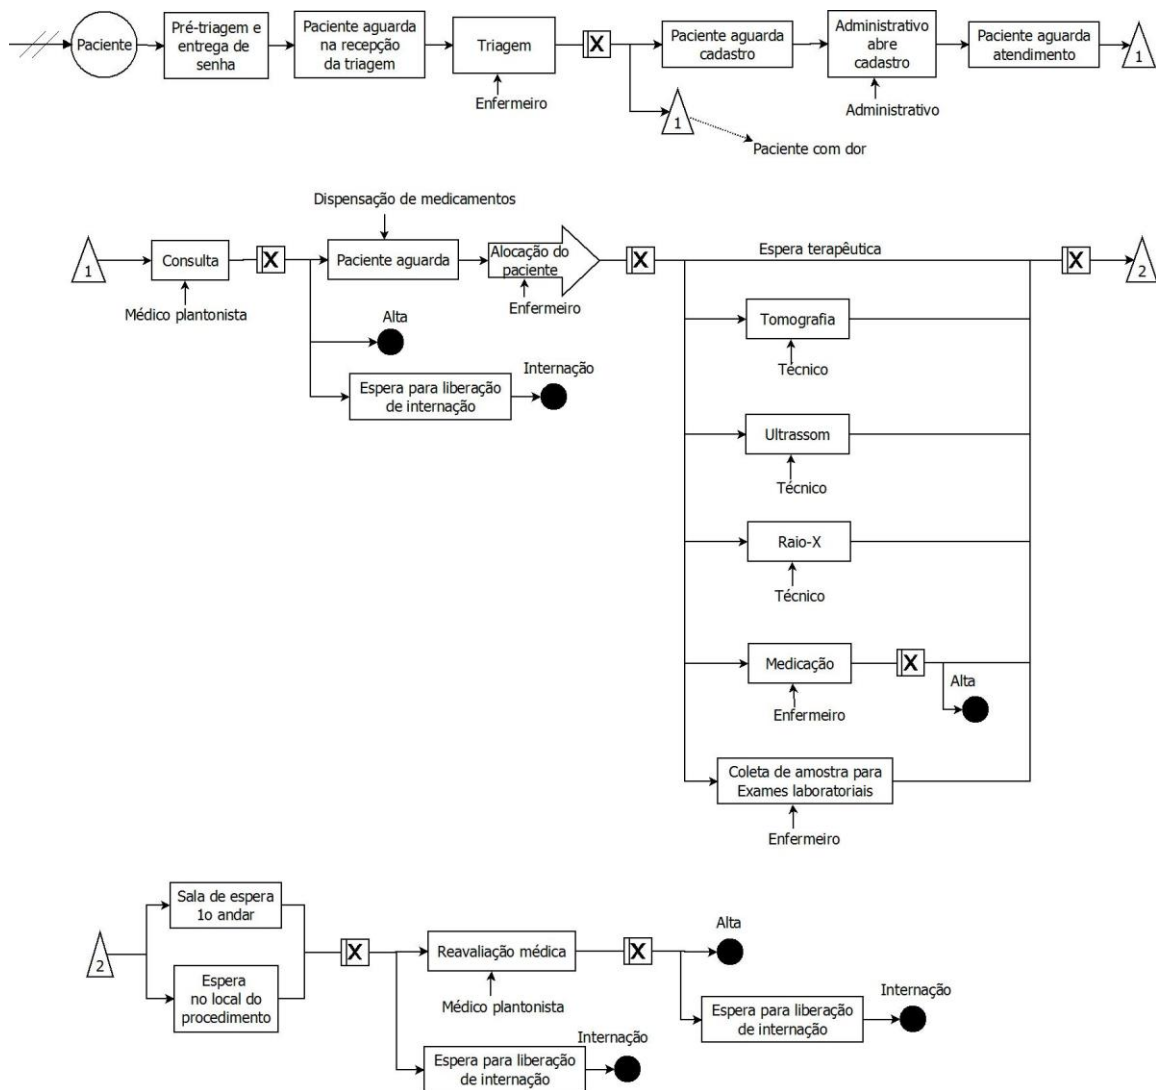 Paciente
Pré-triagem e
entrega de
senha
Paciente aguarda
na recepção
da triagem
Triagem
Enfermeiro
X
Paciente aguarda
cadastro
Administrativo
abre
cadastro
Administrativo
Paciente aguarda
atendimento
1
1
Paciente com dor
1
Consulta
Médico plantonista
X
Dispensação de medicamentos
Paciente aguarda
Alocação do
paciente
Enfermeiro
Alta
Espera para liberação
de internação
Internação
X
Espera terapêutica
X
2
Tomografia
Técnico
Ultrassom
Técnico
Raio-X
Técnico
Medicação
Enfermeiro
X
Alta
Coleta de amostra para
Exames laboratoriais
Enfermeiro
2
Sala de espera
1o andar
Espera
no local do
procedimento
X
Reavaliação médica
Médico plantonista
X
Alta
Espera para liberação
de internação
Internação
Espera para liberação
de internação
Internação